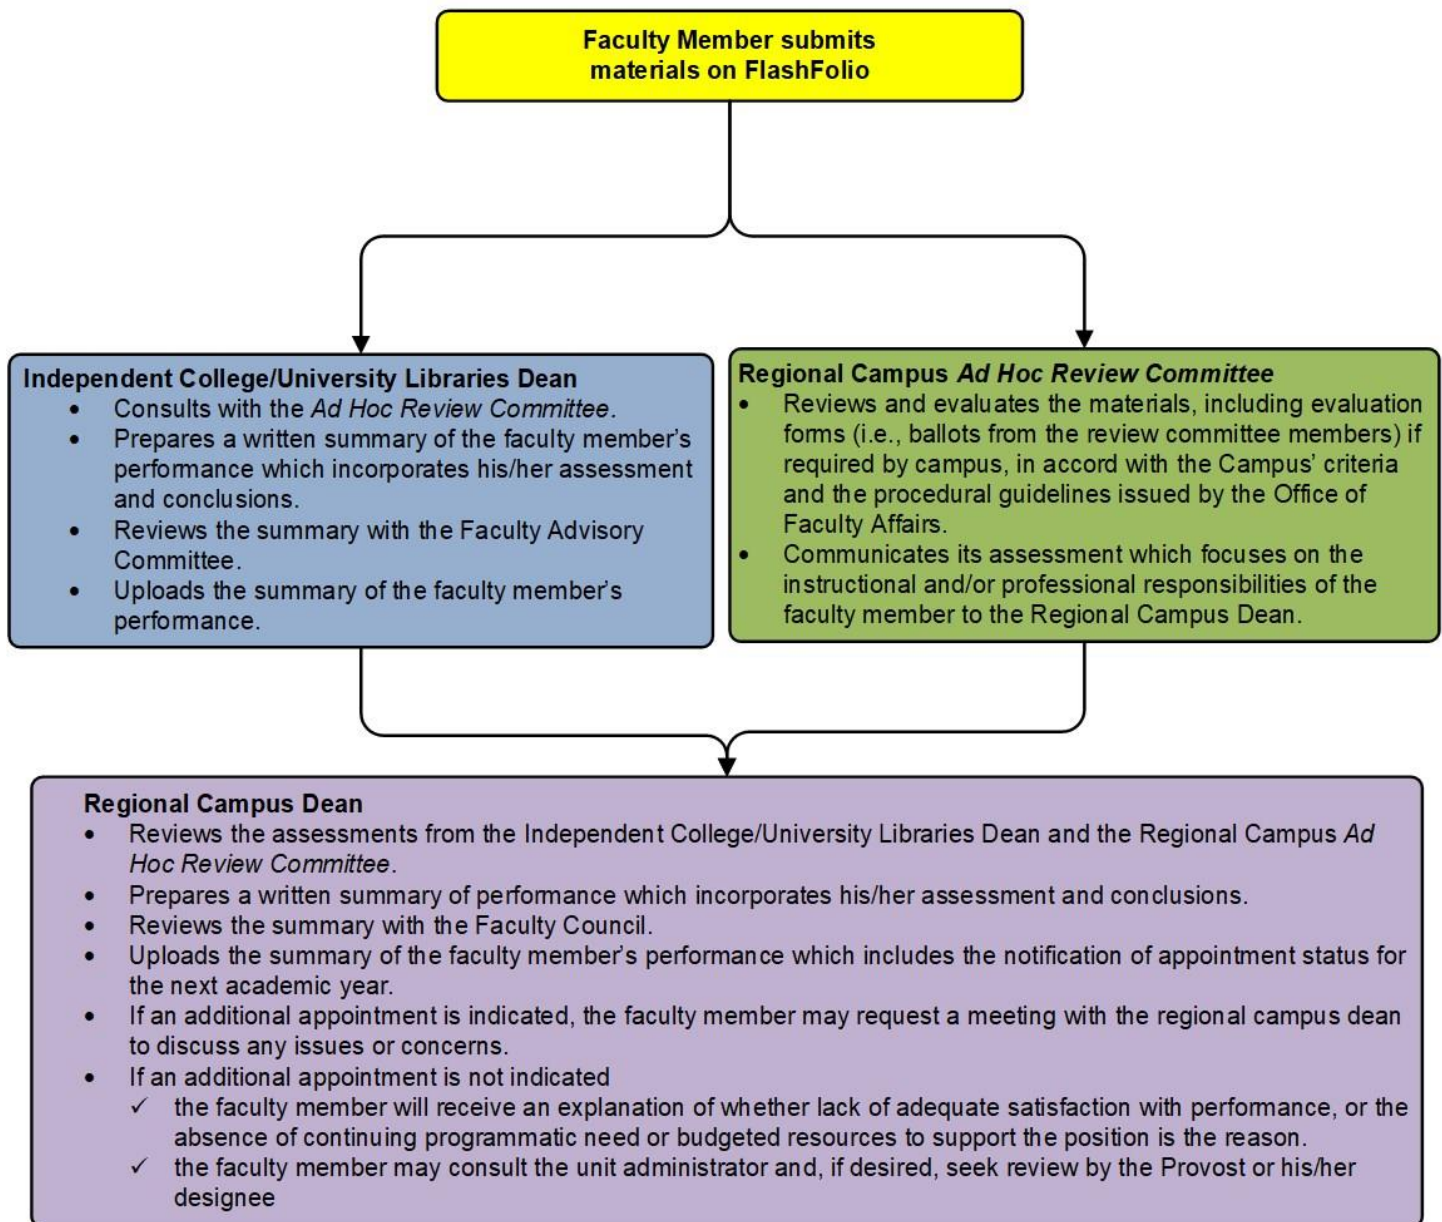 Faculty Member submits
materials on FlashFolio
Independent College/University Libraries Dean
• Consults with the Ad Hoc Review Committee.
• Prepares a written summary of the faculty member's
performance which incorporates his/her assessment
and conclusions.
• Reviews the summary with the Faculty Advisory
Committee.
• Uploads the summary of the faculty member's
performance.
Regional Campus Ad Hoc Review Committee
• Reviews and evaluates the materials, including evaluation
forms (i.e., ballots from the review committee members) if
required by campus, in accord with the Campus' criteria
and the procedural guidelines issued by the Office of
Faculty Affairs.
• Communicates its assessment which focuses on the
instructional and/or professional responsibilities of the
faculty member to the Regional Campus Dean.
Regional Campus Dean
• Reviews the assessments from the Independent College/University Libraries Dean and the Regional Campus Ad
Hoc Review Committee.
• Prepares a written summary of performance which incorporates his/her assessment and conclusions.
• Reviews the summary with the Faculty Council.
• Uploads the summary of the faculty member's performance which includes the notification of appointment status for
the next academic year.
• If an additional appointment is indicated, the faculty member may request a meeting with the regional campus dean
to discuss any issues or concerns.
• If an additional appointment is not indicated
✓ the faculty member will receive an explanation of whether lack of adequate satisfaction with performance, or the
absence of continuing programmatic need or budgeted resources to support the position is the reason.
✓ the faculty member may consult the unit administrator and, if desired, seek review by the Provost or his/her
designee